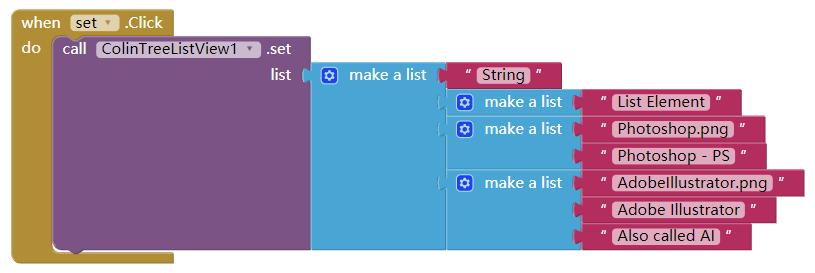 when set .Click
do call ColinTreeListView1 .set
list make a list " String "
make a list " List Element "
make a list " Photoshop.png "
" Photoshop - PS "
make a list " AdobeIllustrator.png "
" Adobe Illustrator "
" Also called AI "